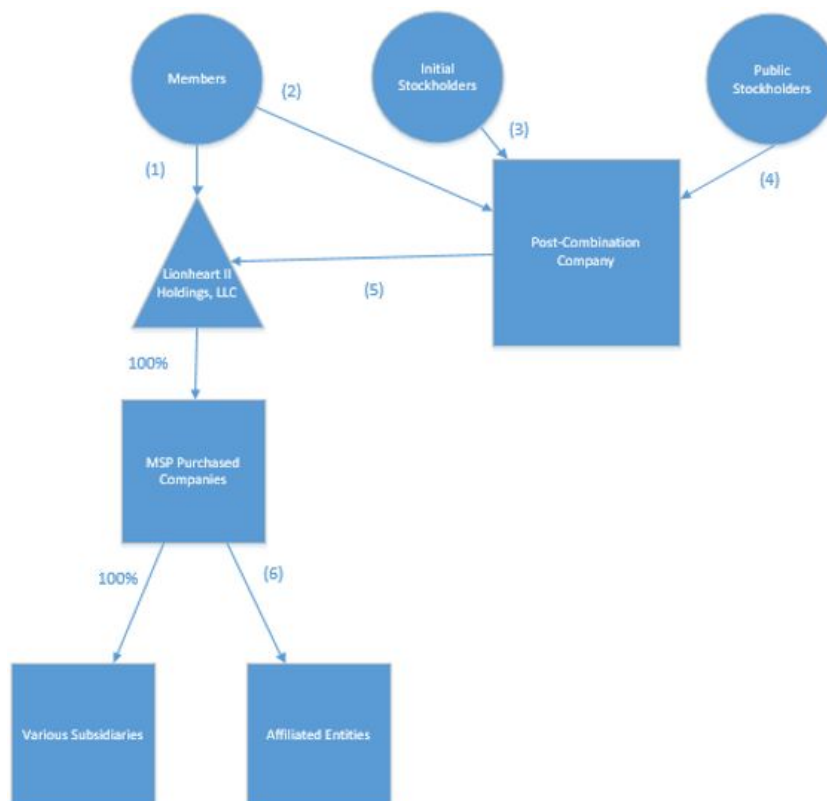 Members
Initial
Stockholders
Public
Stockholders
(2)
(3)
(1)
(4)
Post-Combination
Company
Lionheart II
Holdings, LLC
(5)
100%
MSP Purchased
Companies
100%
(6)
Various Subsidiaries
Affiliated Entities